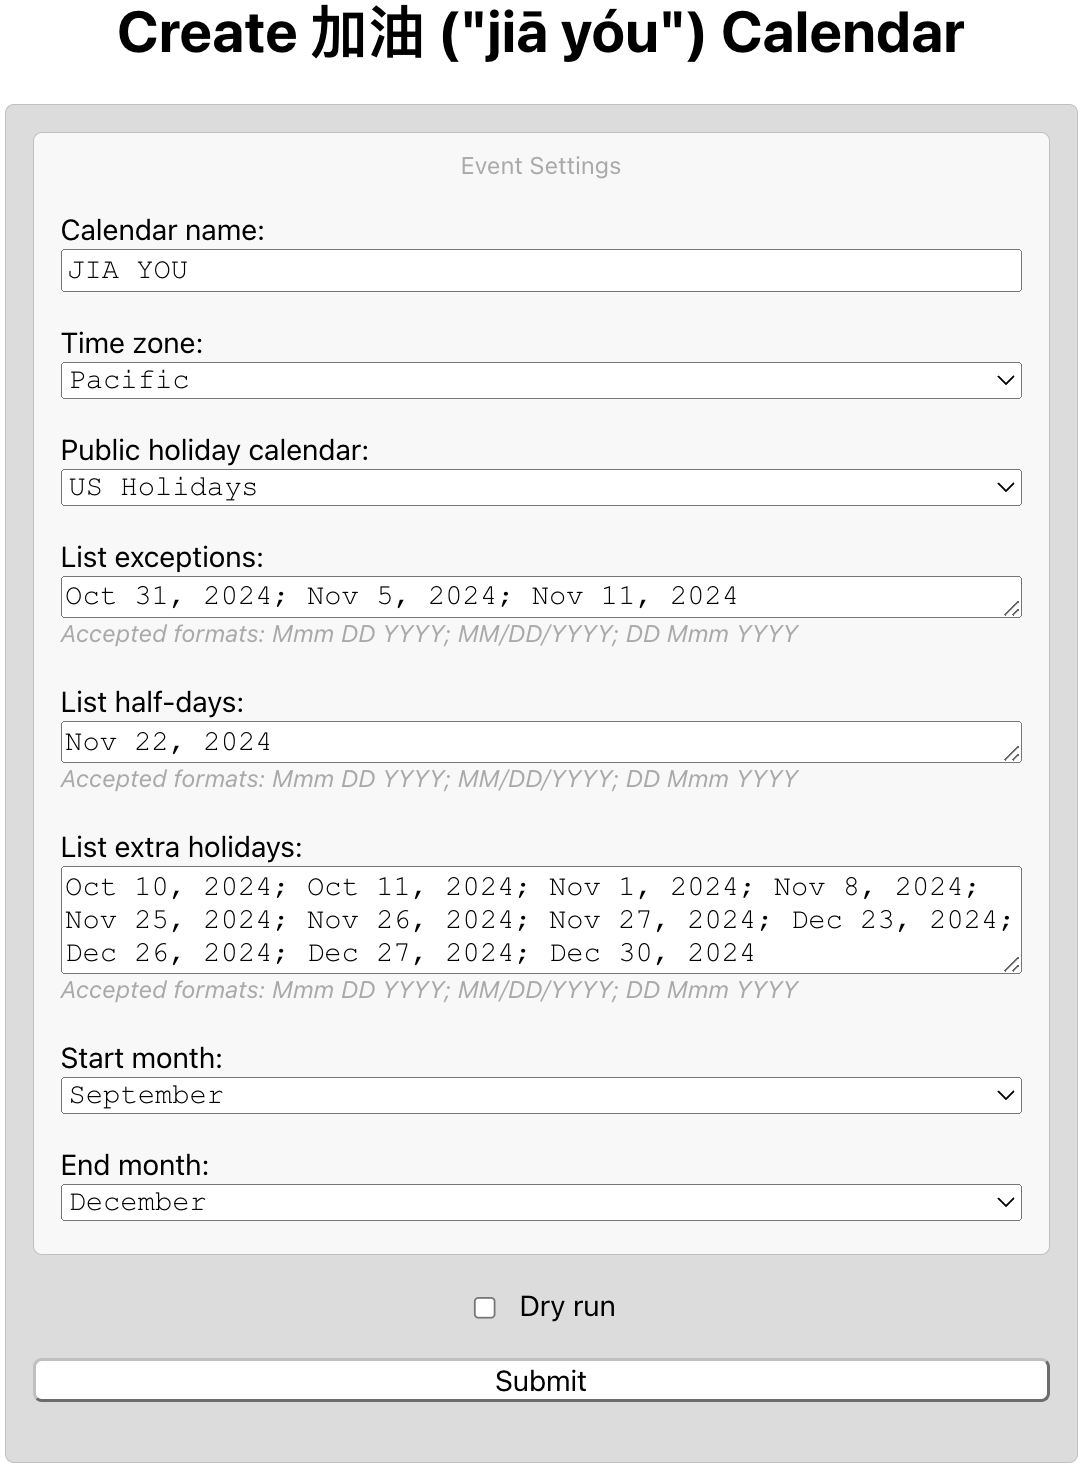 Create 加油 ("jiā yóu") Calendar
Event Settings
Calendar name:
JIA YOU
Time zone:
Pacific
Public holiday calendar:
US Holidays
List exceptions:
Oct 31, 2024; Nov 5, 2024; Nov 11, 2024
Accepted formats: Mmm DD YYYY; MM/DD/YYYY; DD Mmm YYYY
List half-days:
Nov 22, 2024
Accepted formats: Mmm DD YYYY; MM/DD/YYYY; DD Mmm YYYY
List extra holidays:
Oct 10, 2024; Oct 11, 2024; Nov 1, 2024; Nov 8, 2024;
Nov 25, 2024; Nov 26, 2024; Nov 27, 2024; Dec 23, 2024;
Dec 26, 2024; Dec 27, 2024; Dec 30, 2024
Accepted formats: Mmm DD YYYY; MM/DD/YYYY; DD Mmm YYYY
Start month:
September
End month:
December
Dry run
Submit